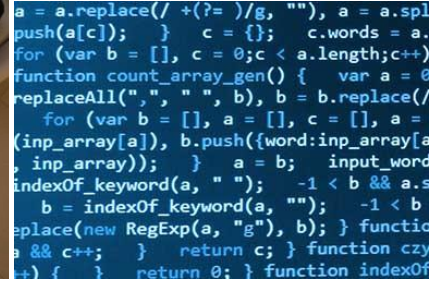 a = a.replace(/ +(?= )/g, ""), a = a.spl
push(a[c]); } c = {}; c.words = a.
for (var b = [], c = 0;c < a.length;c++)
function count_array_gen() { var a = 0
replaceAll(",", " ", b), b = b.replace(/
for (var b = [], a = [], c = [], a =
(inp_array[a]), b.push({word:inp_array[a
, inp_array)); } a = b; input_word
indexOf_keyword(a, " "); -1 < b && a.s
b = indexOf_keyword(a, ""); -1 < b
eplace(new RegExp(a, "g"), b); } functio
a && c++; } return c; } function czy
++) { } return 0; } function indexOf